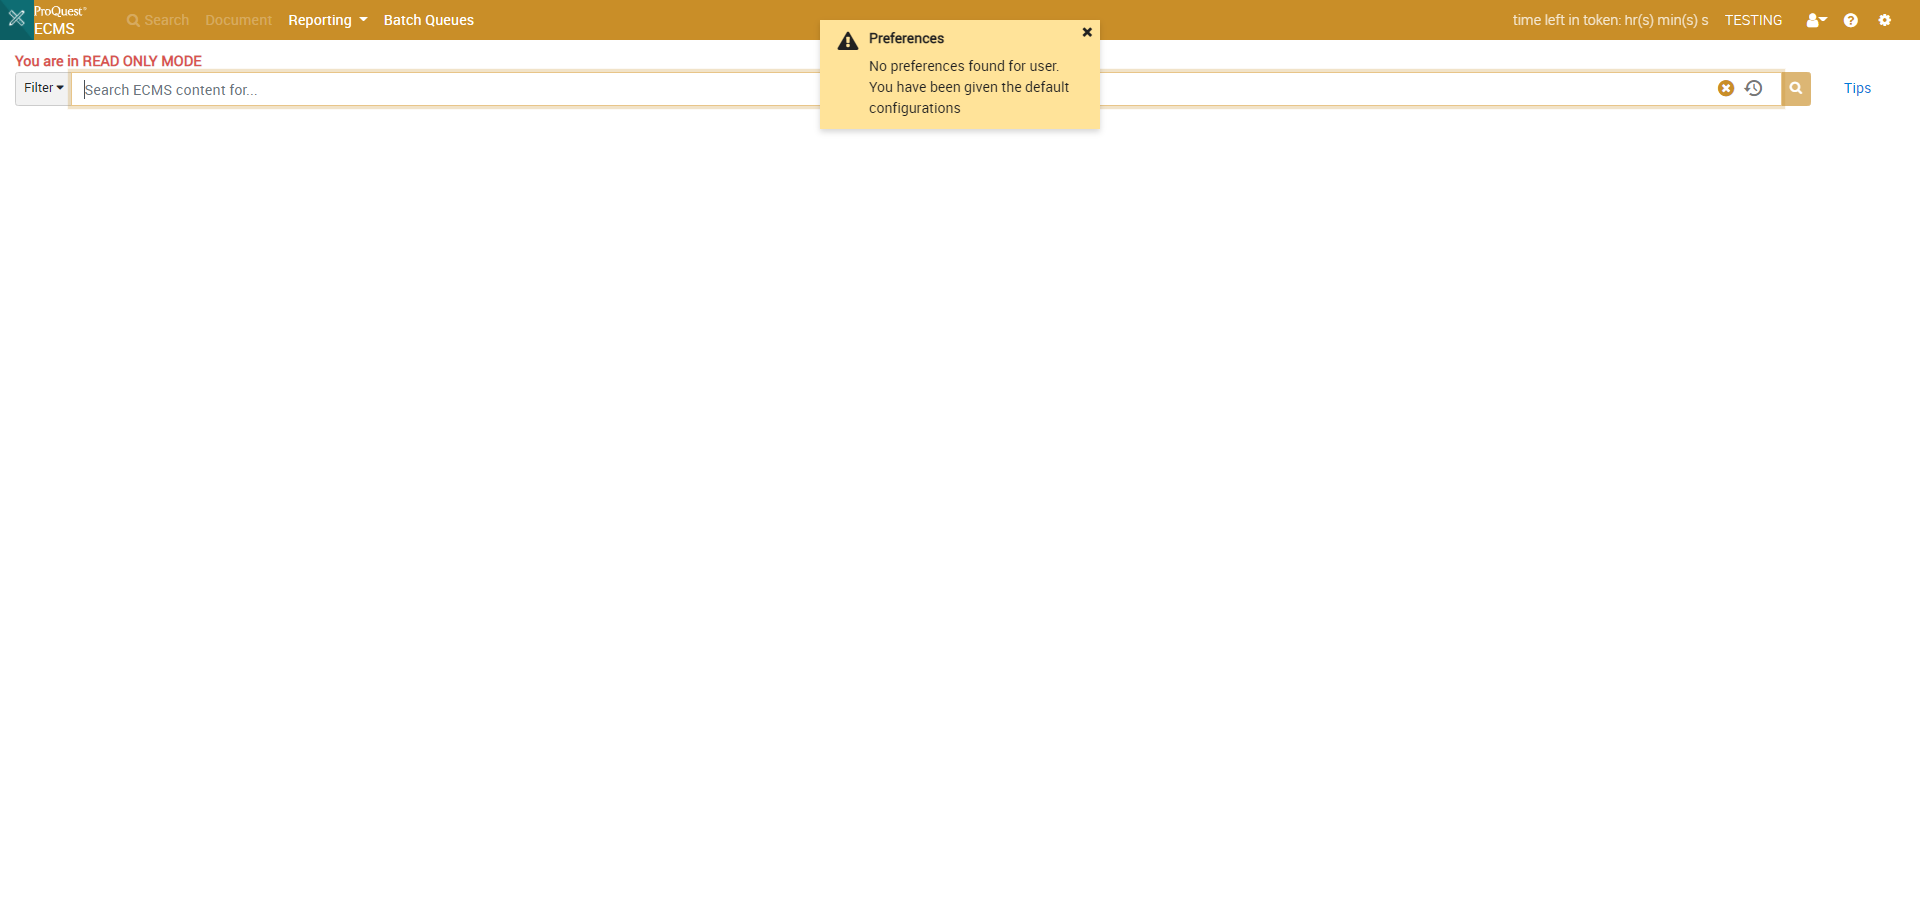 ProQuest®
ECMS
Search
Document
Reporting
Batch Queues
time left in token: hr(s) min(s) s
TESTING
Preferences
No preferences found for user.
You have been given the default
configurations
You are in READ ONLY MODE
Filter
Search ECMS content for...
Tips